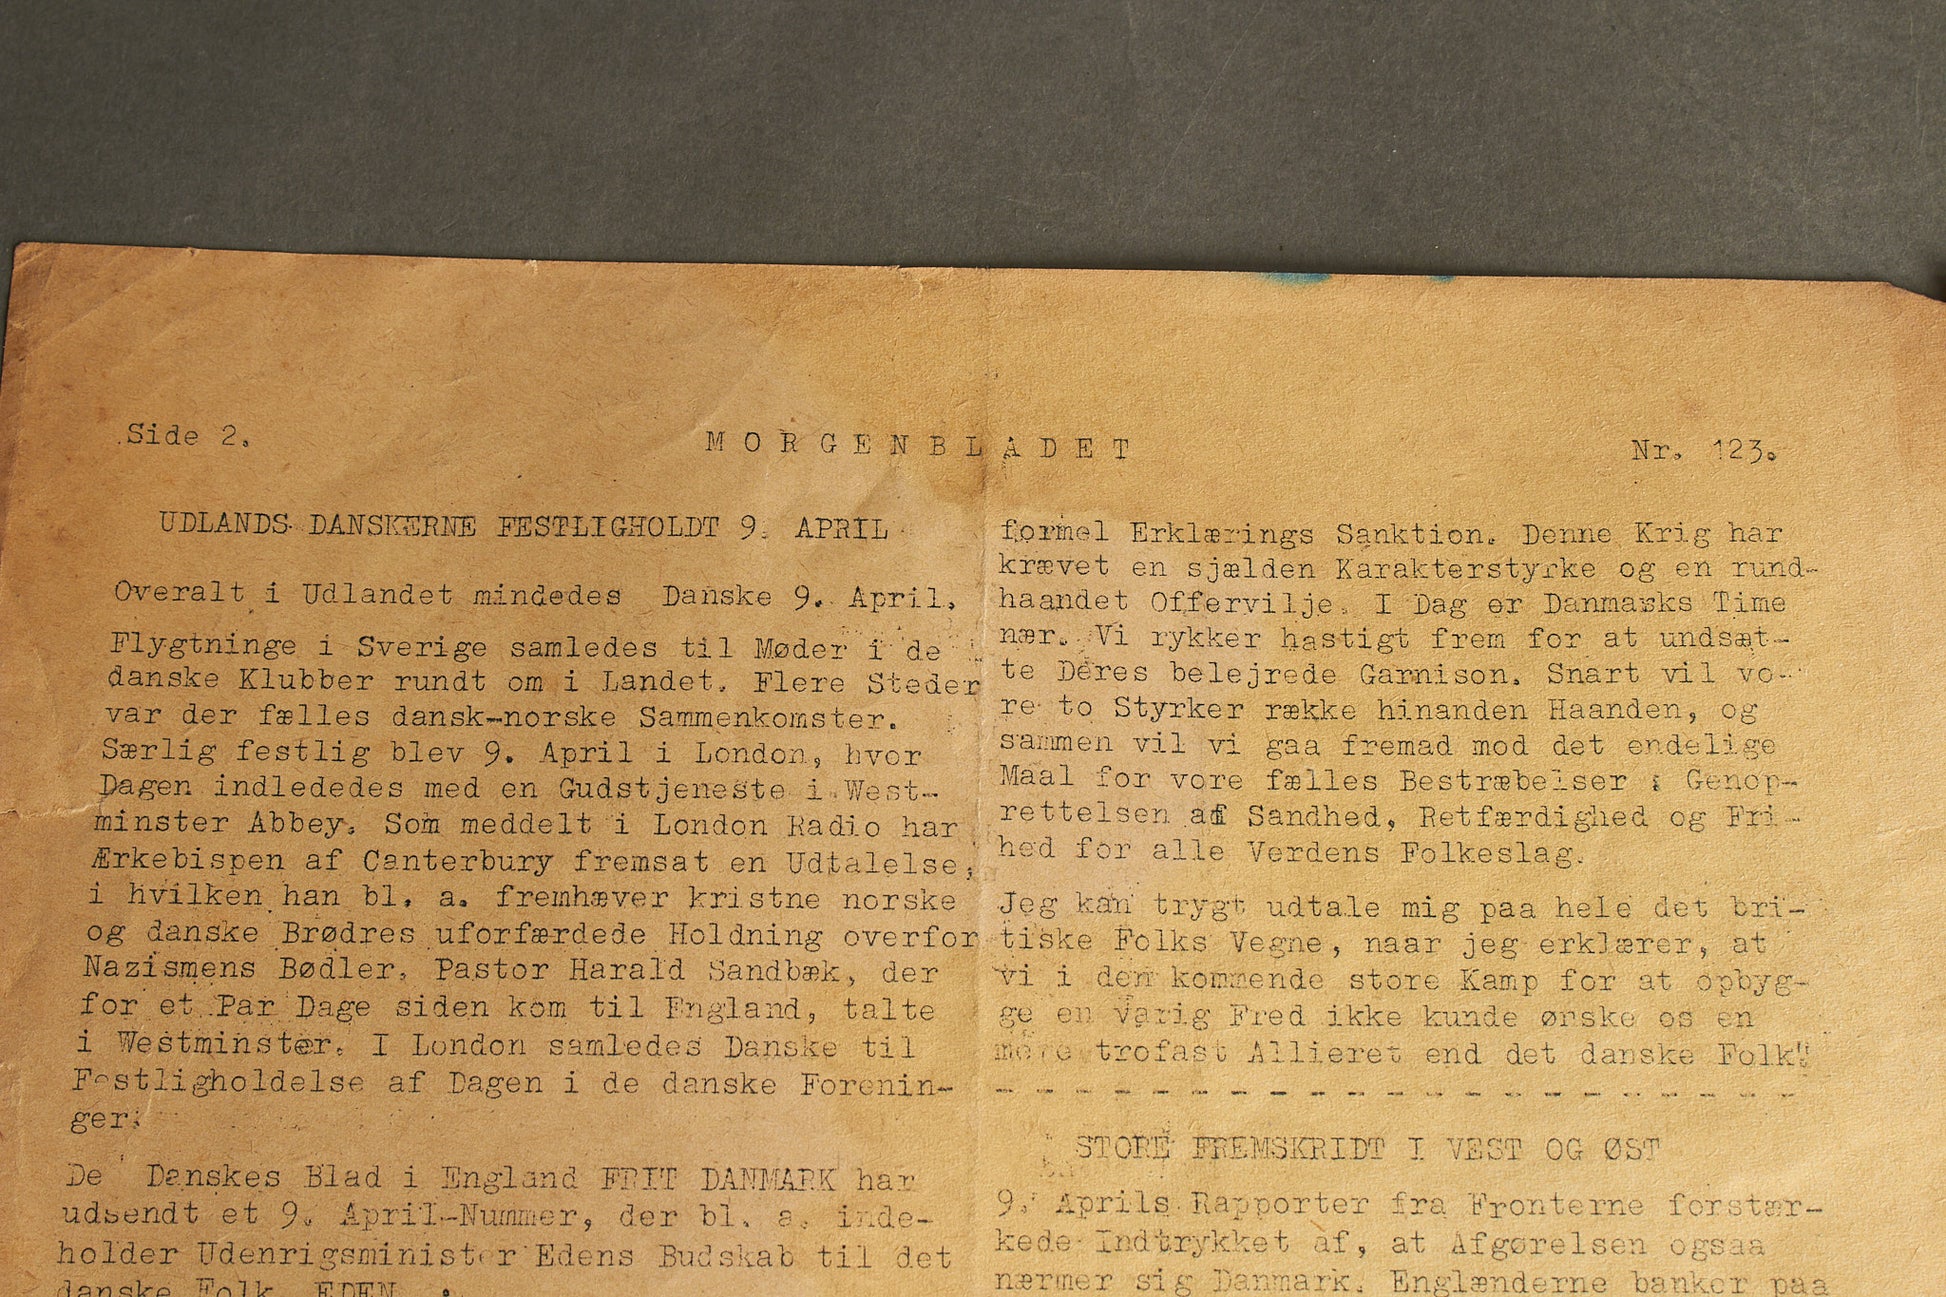 Side 2.
MORGENBLADET
Nr. 123.
UDLANDS DANSKERNE FESTLIGHOLDT 9. APRIL
Overalt i Udlandet mindedes Danske 9. April.
Flygtninge i Sverige samledes til Møder i de
danske Klubber rundt om i Landet. Flere Steder
var der fælles dansk-norske Sammenkomster.
Særlig festlig blev 9. April i London, hvor
Dagen indlededes med en Gudstjeneste i West-
minster Abbey. Som meddelt i London Radio har
Ærkebispen af Canterbury fremsat en Udtalelse,
i hvilken han bl. a. fremhæver kristne norske
og danske Brødres uforfærdede Holdning overfor
Nazismens Bødler. Pastor Harald Sandbæk, der
for et Par Dage siden kom til England, talte
i Westminster. I London samledes Danske til
Festligholdelse af Dagen i de danske Forenin-
ger.
De Danskes Blad i England FRIT DANMARK har
udsendt et 9. April-Nummer, der bl. a. inde-
holder Udenrigsminister Edens Budskab til det
danske Folk. EDEN :
formel Erklærings Sanktion. Denne Krig har
krævet en sjælden Karakterstyrke og en rund-
haandet Offervilje. I Dag er Danmarks Time
nær. Vi rykker hastigt frem for at undsæt-
te Deres belejrede Garnison. Snart vil vo-
re to Styrker række hinanden Haanden, og
sammen vil vi gaa fremad mod det endelige
Maal for vore fælles Bestræbelser : Genop-
rettelsen af Sandhed, Retfærdighed og Fri-
hed for alle Verdens Folkeslag.
Jeg kan trygt udtale mig paa hele det bri-
tiske Folks Vegne, naar jeg erklærer, at
vi i den kommende store Kamp for at opbyg-
ge en varig Fred ikke kunde ønske os en
mere trofast Allieret end det danske Folk!"
- - - - - - - - - - - - - - - - - - - - - -
STORE FREMSKRIDT I VEST OG ØST
9. Aprils Rapporter fra Fronterne forstær-
kede Indtrykket af, at Afgørelsen ogsaa
nærmer sig Danmark. Englænderne banker paa